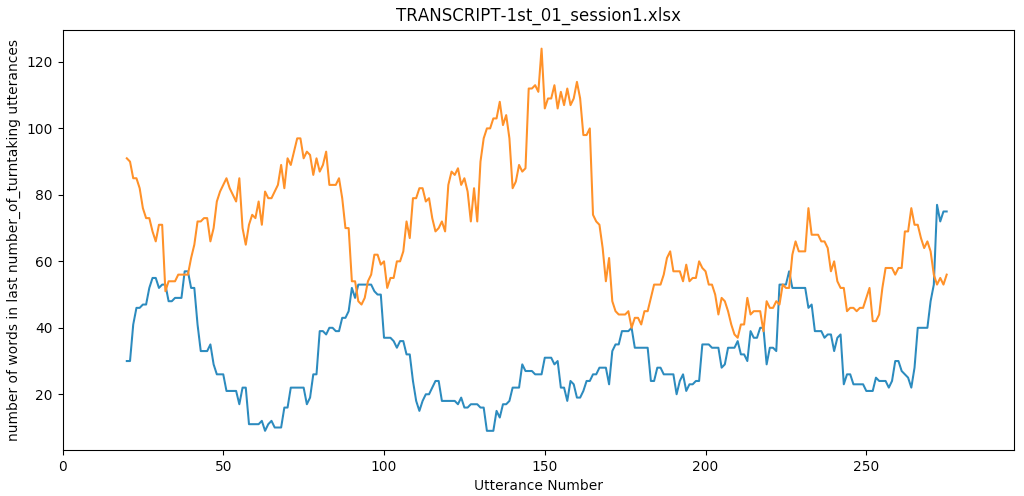 TRANSCRIPT-1st_01_session1.xlsx
number of words in last number_of_turntaking utterances
120
100
80
60
40
20
0 50 100 150 200 250
Utterance Number